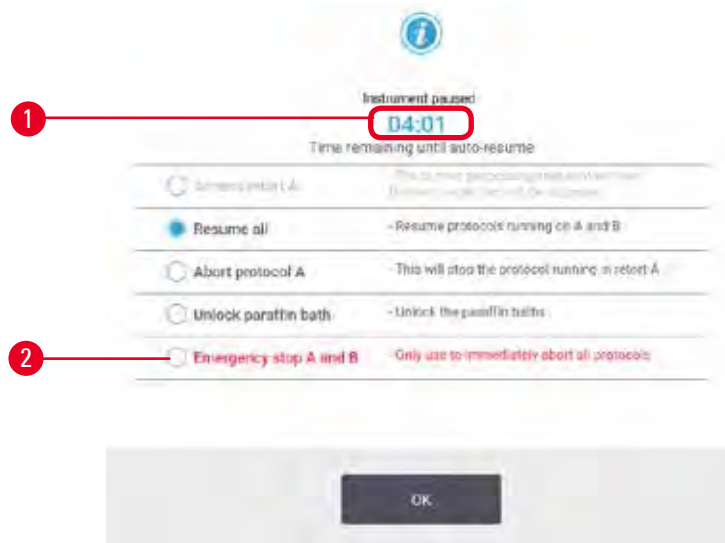 i
Instrument paused
1
04:01
Time remaining until auto-resume
Access retort A
Resume all - Resume protocols running on A and B
Abort protocol A - This will stop the protocol running in retort A
Unlock paraffin bath - Unlock the paraffin baths
2
Emergency stop A and B - Only use to immediately abort all protocols
OK